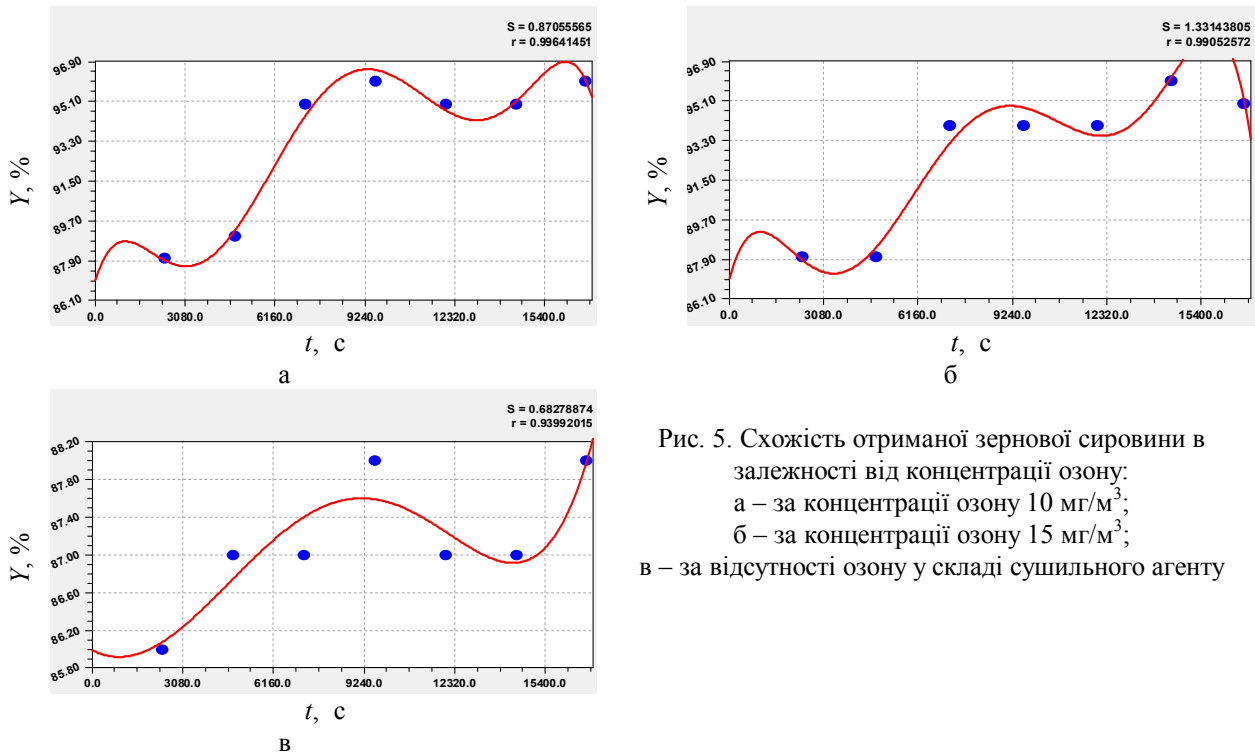 S = 0.87055565
r = 0.99641451
96.90
95.10
93.30
91.50
89.70
87.90
86.10
Y, %
0.0 3080.0 6160.0 9240.0 12320.0 15400.0
t, с
а
S = 1.33143805
r = 0.99052572
96.90
95.10
93.30
91.50
89.70
87.90
86.10
Y, %
0.0 3080.0 6160.0 9240.0 12320.0 15400.0
t, с
б
S = 0.68278874
r = 0.93992015
88.20
87.80
87.40
87.00
86.60
86.20
85.80
Y, %
0.0 3080.0 6160.0 9240.0 12320.0 15400.0
t, с
в
Рис. 5. Схожість отриманої зернової сировини в
залежності від концентрації озону:
а – за концентрації озону 10 мг/м³;
б – за концентрації озону 15 мг/м³;
в – за відсутності озону у складі сушильного агенту